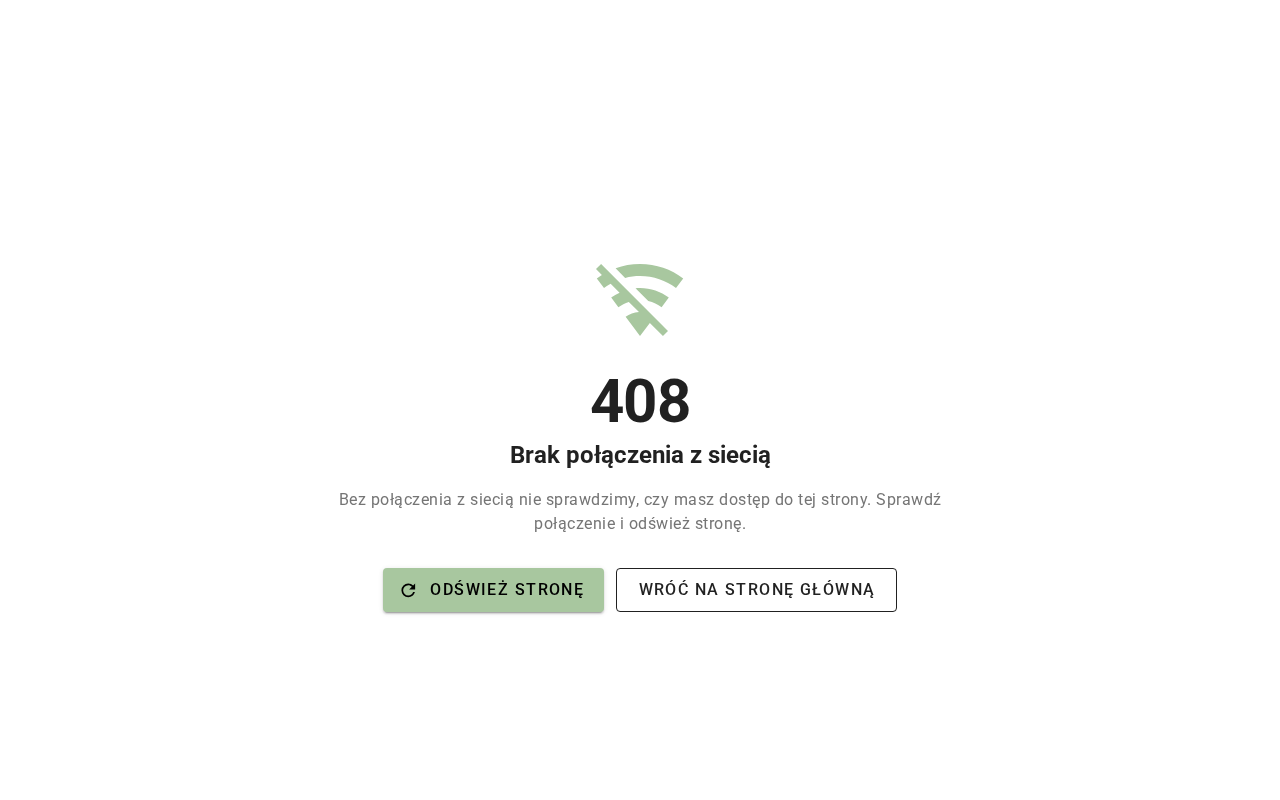 408
Brak połączenia z siecią
Bez połączenia z siecią nie sprawdzimy, czy masz dostęp do tej strony. Sprawdź
połączenie i odśwież stronę.
ODŚWIEŻ STRONĘ
WRÓĆ NA STRONĘ GŁÓWNĄ